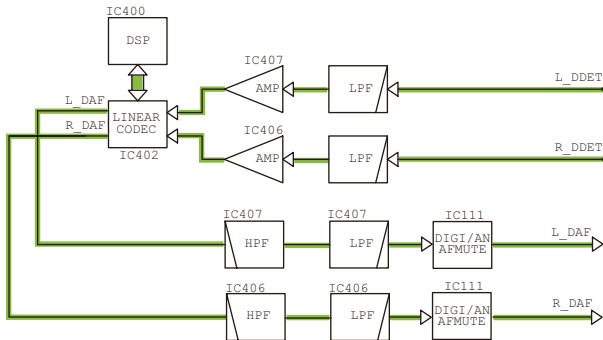 IC400
DSP
IC407
L_DDET
AMP
LPF
L_DAF
LINEAR
CODEC
R_DAF
IC402
IC406
R_DDET
AMP
LPF
IC407
IC407
IC111
L_DAF
HPF
LPF
DIGI/AN
AFMUTE
IC406
IC406
IC111
R_DAF
HPF
LPF
DIGI/AN
AFMUTE